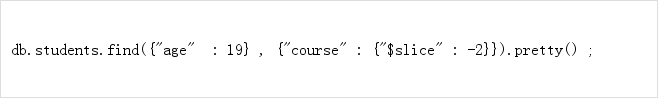 db.students.find({"age"  : 19} , {"course" : {"$slice" : -2}}).pretty() ;